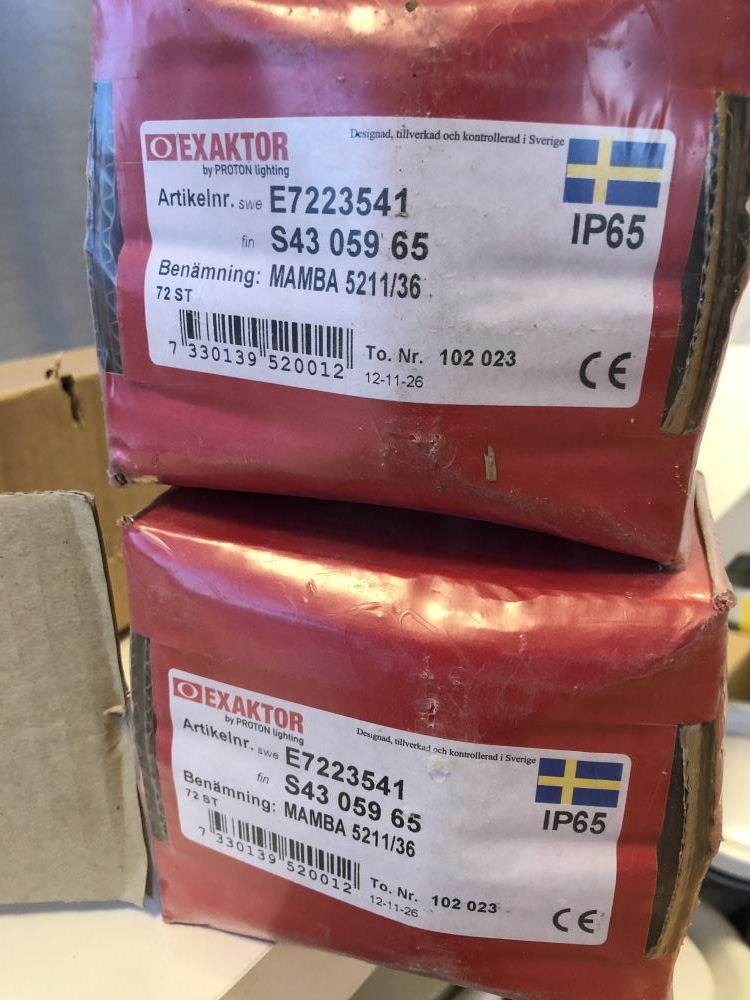 EXAKTOR
by PROTON lighting
Designad, tillverkad och kontrollerad i Sverige
Artikelnr. swe E7223541
fin S43 059 65
IP65
Benämning: MAMBA 5211/36
72 ST
7 330139 520012
To. Nr. 102 023
12-11-26
CE
EXAKTOR
by PROTON lighting
Designad, tillverkad och kontrollerad i Sverige
Artikelnr. swe E7223541
fin S43 059 65
IP65
Benämning: MAMBA 5211/36
72 ST
7 330139 520012
To. Nr. 102 023
12-11-26
CE